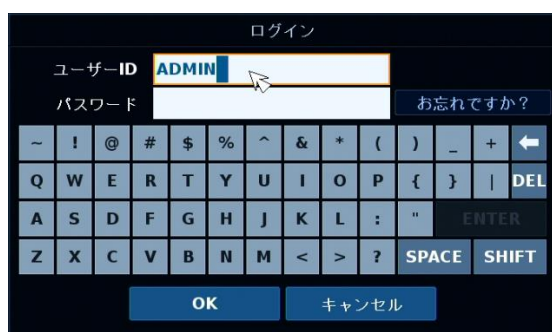 ログイン
ユーザーID ADMIN
パスワード お忘れですか？
~ ! @ # $ % ^ & * ( ) _ + ←
Q W E R T Y U I O P { } | DEL
A S D F G H J K L : " ENTER
Z X C V B N M < > ? SPACE SHIFT
OK キャンセル